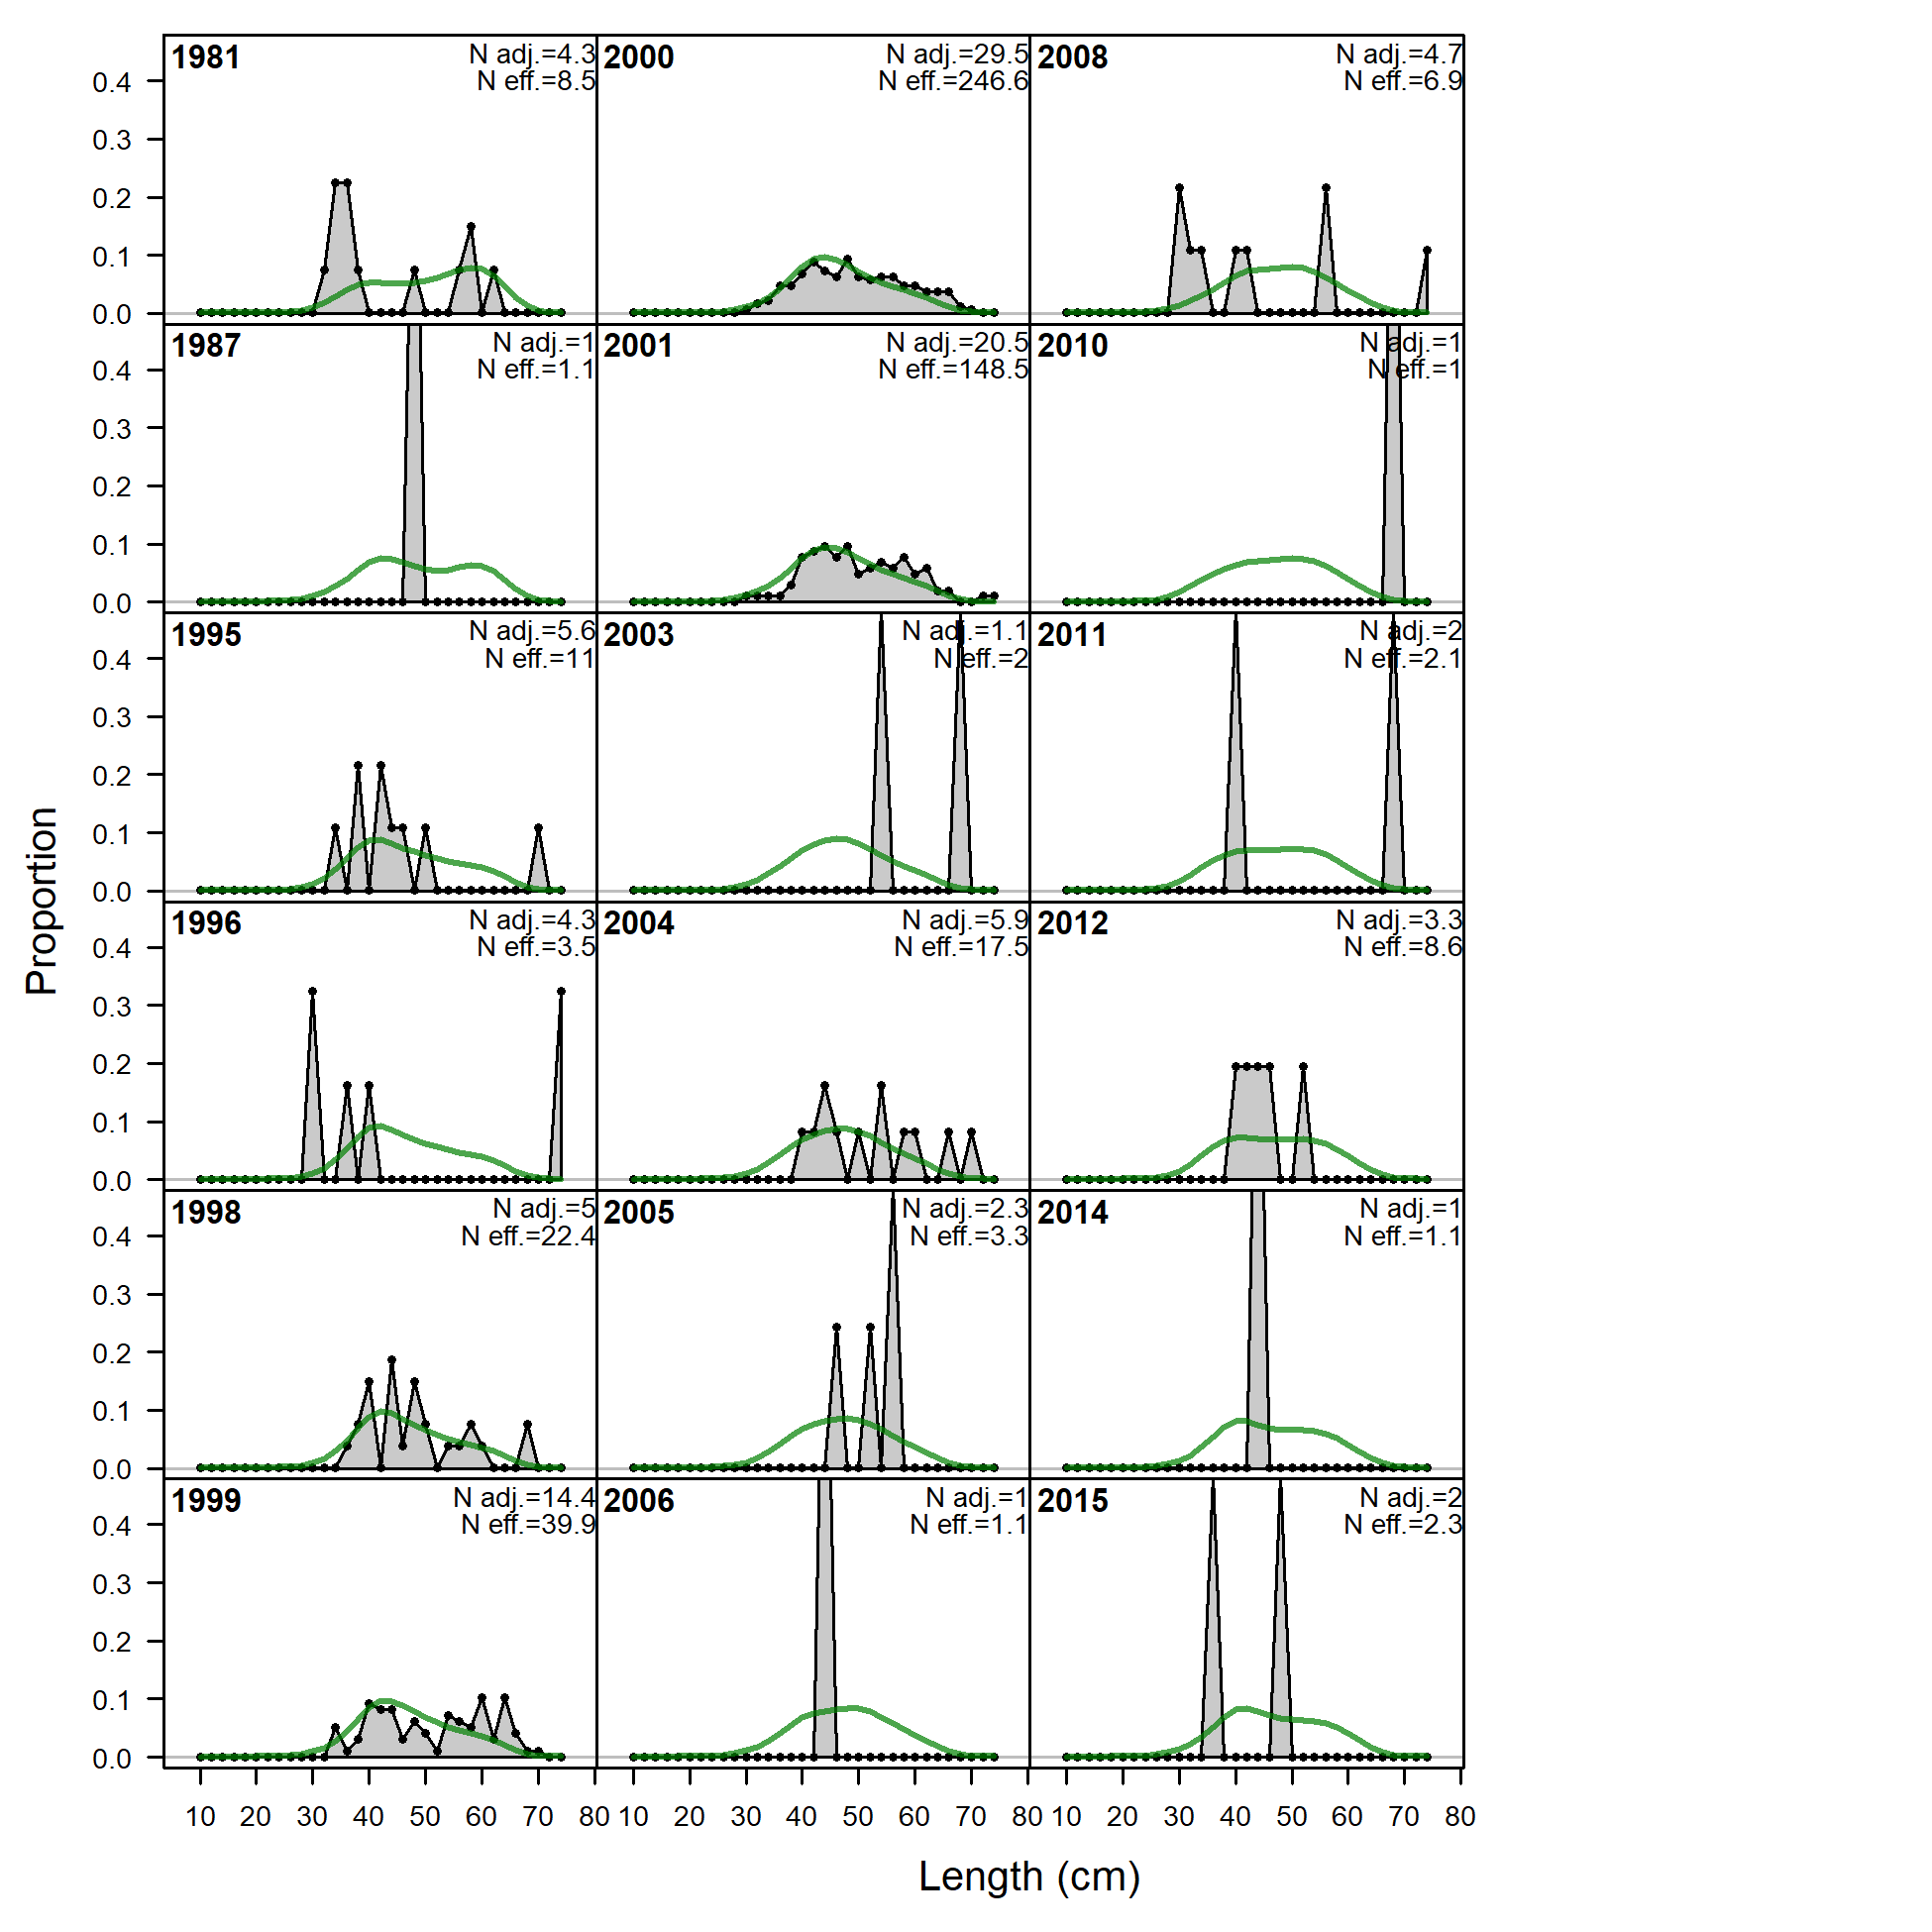 1981 N adj.=4.3
N eff.=8.5
2000 N adj.=29.5
N eff.=246.6
2008 N adj.=4.7
N eff.=6.9
0.4
0.3
0.2
0.1
0.0
1987 N adj.=1
N eff.=1.1
2001 N adj.=20.5
N eff.=148.5
2010 N adj.=1
N eff.=1
0.4
0.3
0.2
0.1
0.0
1995 N adj.=5.6
N eff.=11
2003 N adj.=1.1
N eff.=2
2011 N adj.=2
N eff.=2.1
0.4
0.3
0.2
0.1
0.0
1996 N adj.=4.3
N eff.=3.5
2004 N adj.=5.9
N eff.=17.5
2012 N adj.=3.3
N eff.=8.6
0.4
0.3
0.2
0.1
0.0
1998 N adj.=5
N eff.=22.4
2005 N adj.=2.3
N eff.=3.3
2014 N adj.=1
N eff.=1.1
0.4
0.3
0.2
0.1
0.0
1999 N adj.=14.4
N eff.=39.9
2006 N adj.=1
N eff.=1.1
2015 N adj.=2
N eff.=2.3
0.4
0.3
0.2
0.1
0.0
10 20 30 40 50 60 70 80 10 20 30 40 50 60 70 80 10 20 30 40 50 60 70 80
Length (cm)
Proportion